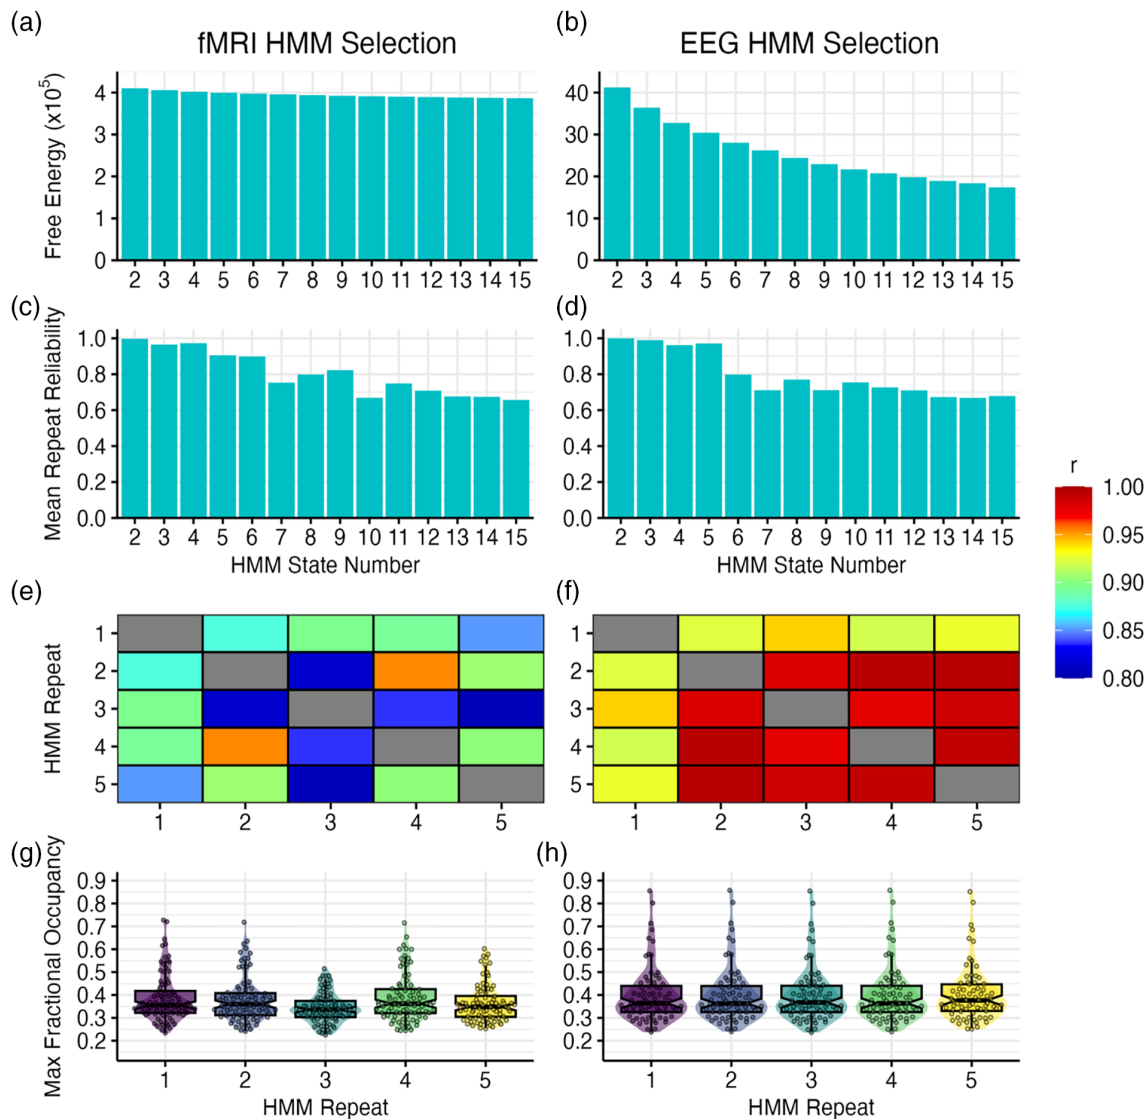 (a)
(b)
fMRI HMM Selection
EEG HMM Selection
Free Energy (x10⁵)
4
3
2
1
0
2 3 4 5 6 7 8 9 10 11 12 13 14 15
40
30
20
10
0
2 3 4 5 6 7 8 9 10 11 12 13 14 15
(c)
(d)
Mean Repeat Reliability
1.0
0.8
0.6
0.4
0.2
0.0
2 3 4 5 6 7 8 9 10 11 12 13 14 15
HMM State Number
1.0
0.8
0.6
0.4
0.2
0.0
2 3 4 5 6 7 8 9 10 11 12 13 14 15
HMM State Number
r
1.00
0.95
0.90
0.85
0.80
(e)
(f)
HMM Repeat
1
2
3
4
5
1 2 3 4 5
1
2
3
4
5
1 2 3 4 5
(g)
(h)
Max Fractional Occupancy
0.9
0.8
0.7
0.6
0.5
0.4
0.3
0.2
1 2 3 4 5
HMM Repeat
0.9
0.8
0.7
0.6
0.5
0.4
0.3
0.2
1 2 3 4 5
HMM Repeat